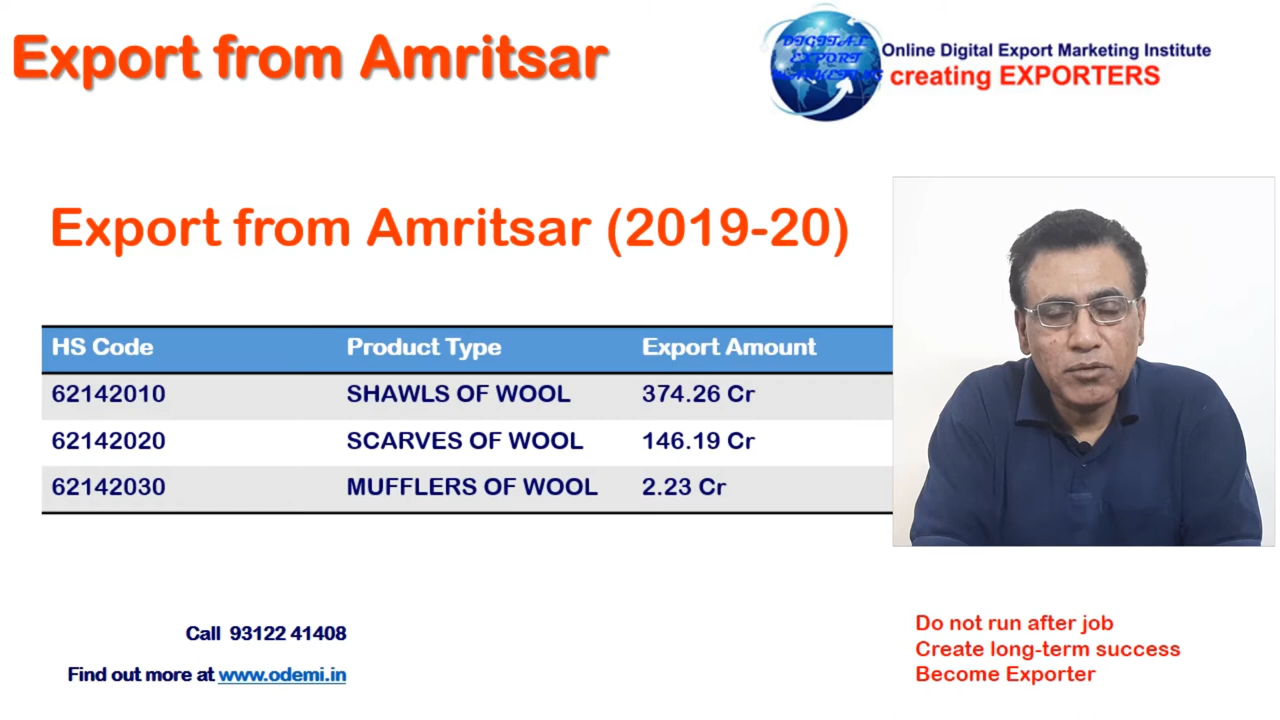 Export from Amritsar
DIGITAL
EXPORT
MARKETING
Online Digital Export Marketing Institute
creating EXPORTERS
Export from Amritsar (2019-20)
HS Code Product Type Export Amount
62142010 SHAWLS OF WOOL 374.26 Cr
62142020 SCARVES OF WOOL 146.19 Cr
62142030 MUFFLERS OF WOOL 2.23 Cr
Call 93122 41408
Find out more at www.odemi.in
Do not run after job
Create long-term success
Become Exporter